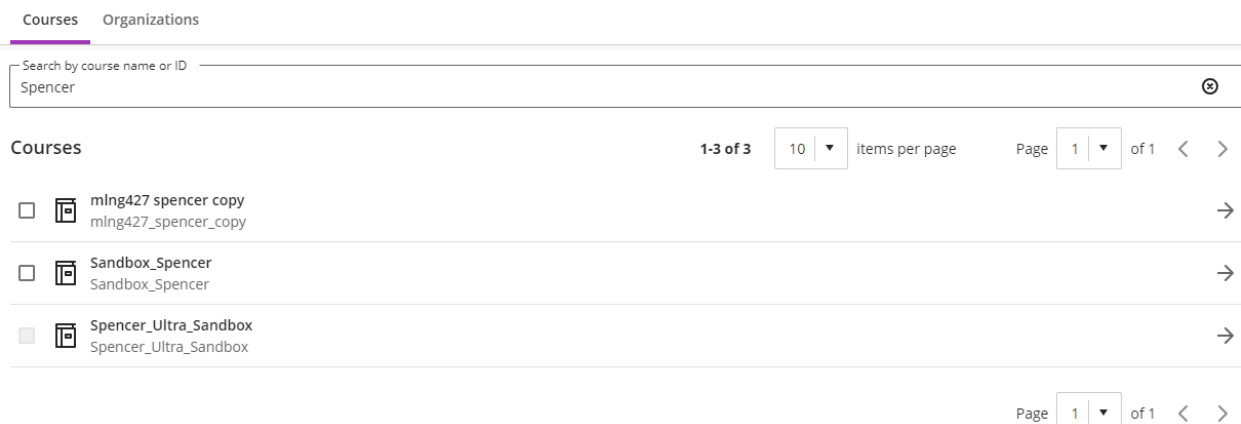 Courses Organizations
Search by course name or ID
Spencer
Courses 1-3 of 3 10 items per page Page 1 of 1
mlng427 spencer copy
mlng427_spencer_copy
Sandbox_Spencer
Sandbox_Spencer
Spencer_Ultra_Sandbox
Spencer_Ultra_Sandbox
Page 1 of 1